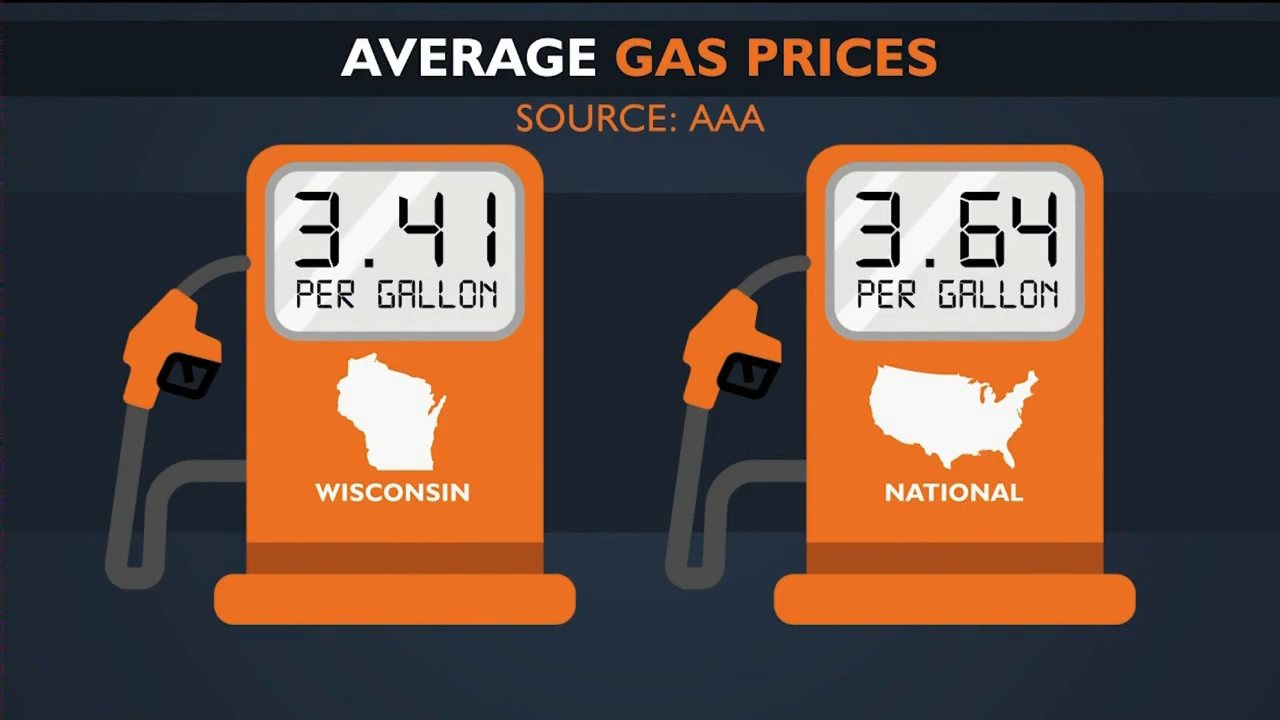 AVERAGE GAS PRICES
SOURCE: AAA
3.41
PER GALLON
WISCONSIN
3.64
PER GALLON
NATIONAL